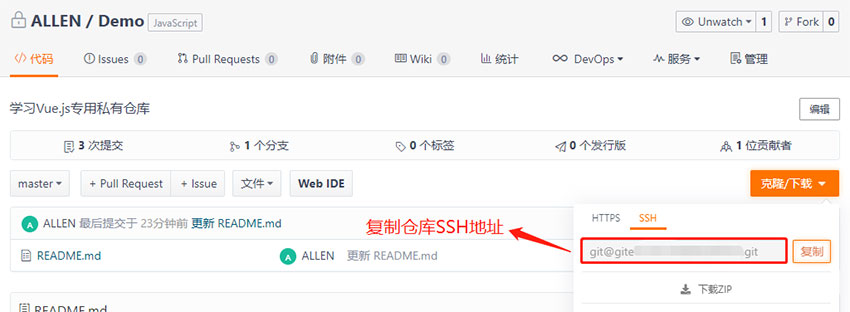 ALLEN / Demo JavaScript Unwatch 1 Fork 0
代码 Issues 0 Pull Requests 0 附件 0 Wiki 0 统计 DevOps 服务 管理
学习Vue.js专用私有仓库 编辑
3 次提交 1 个分支 0 个标签 0 个发行版 1 位贡献者
master + Pull Request + Issue 文件 Web IDE 克隆/下载
A ALLEN 最后提交于 23分钟前 更新 README.md
复制仓库SSH地址
HTTPS SSH
README.md A ALLEN 更新 README.md
git@gite git 复制
下载ZIP
README.md